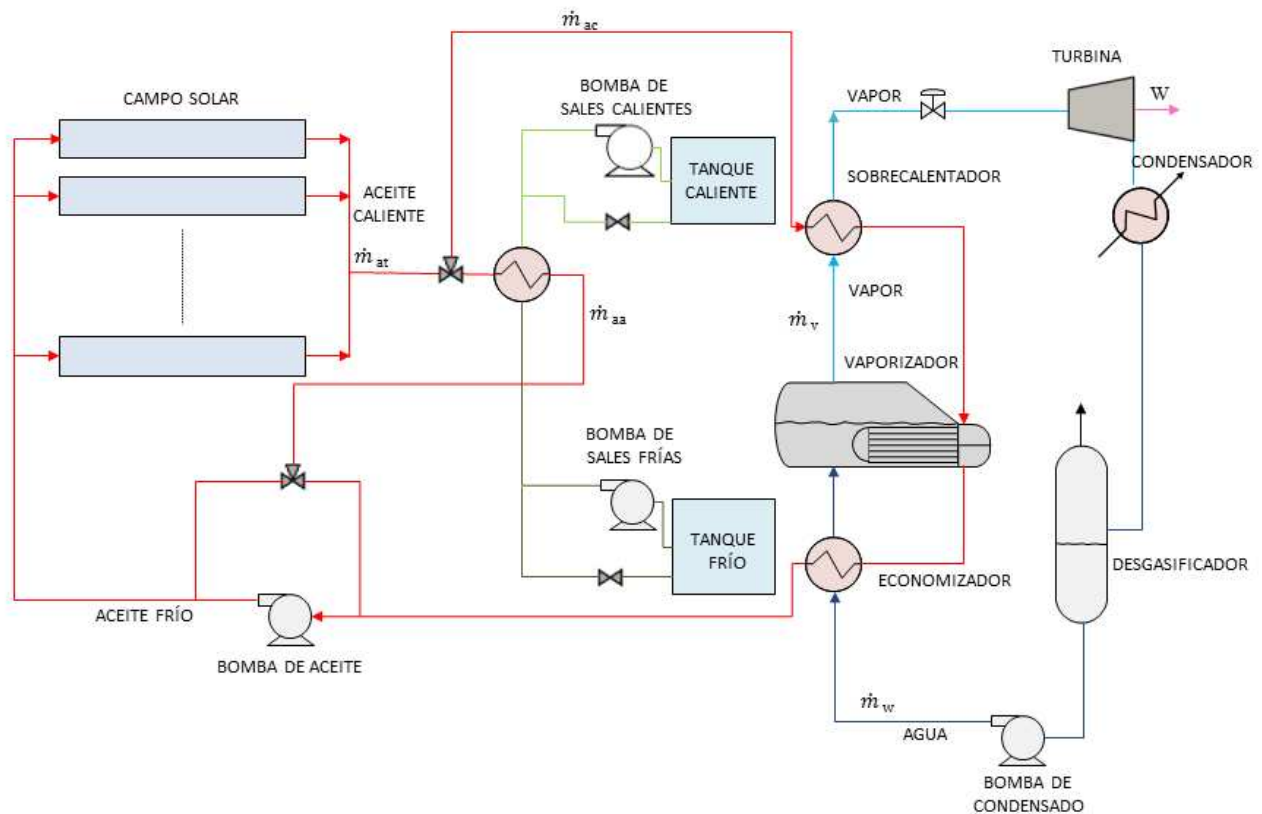 ṁ ac
TURBINA
CAMPO SOLAR
BOMBA DE
SALES CALIENTES
VAPOR
W
TANQUE
CALIENTE
CONDENSADOR
SOBRECALENTADOR
ACEITE
CALIENTE
ṁ at
VAPOR
ṁ aa
ṁ v
VAPORIZADOR
BOMBA DE
SALES FRÍAS
TANQUE
FRÍO
ECONOMIZADOR
DESGASIFICADOR
ACEITE FRÍO
BOMBA DE ACEITE
ṁ w
AGUA
BOMBA DE
CONDENSADO